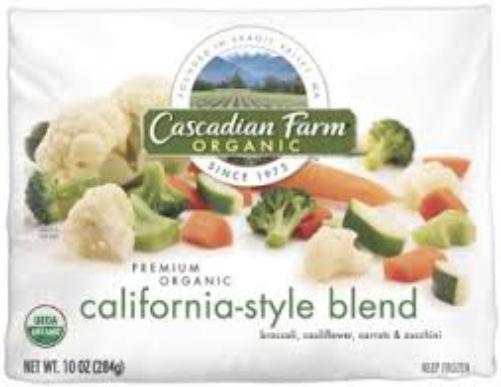 FOUNDED IN SKAGIT VALLEY, WA
Cascadian Farm
ORGANIC
SINCE 1972
PREMIUM
ORGANIC
california-style blend
broccoli, cauliflower, carrots & zucchini
USDA
ORGANIC
NET WT. 10 OZ (284g)
KEEP FROZEN